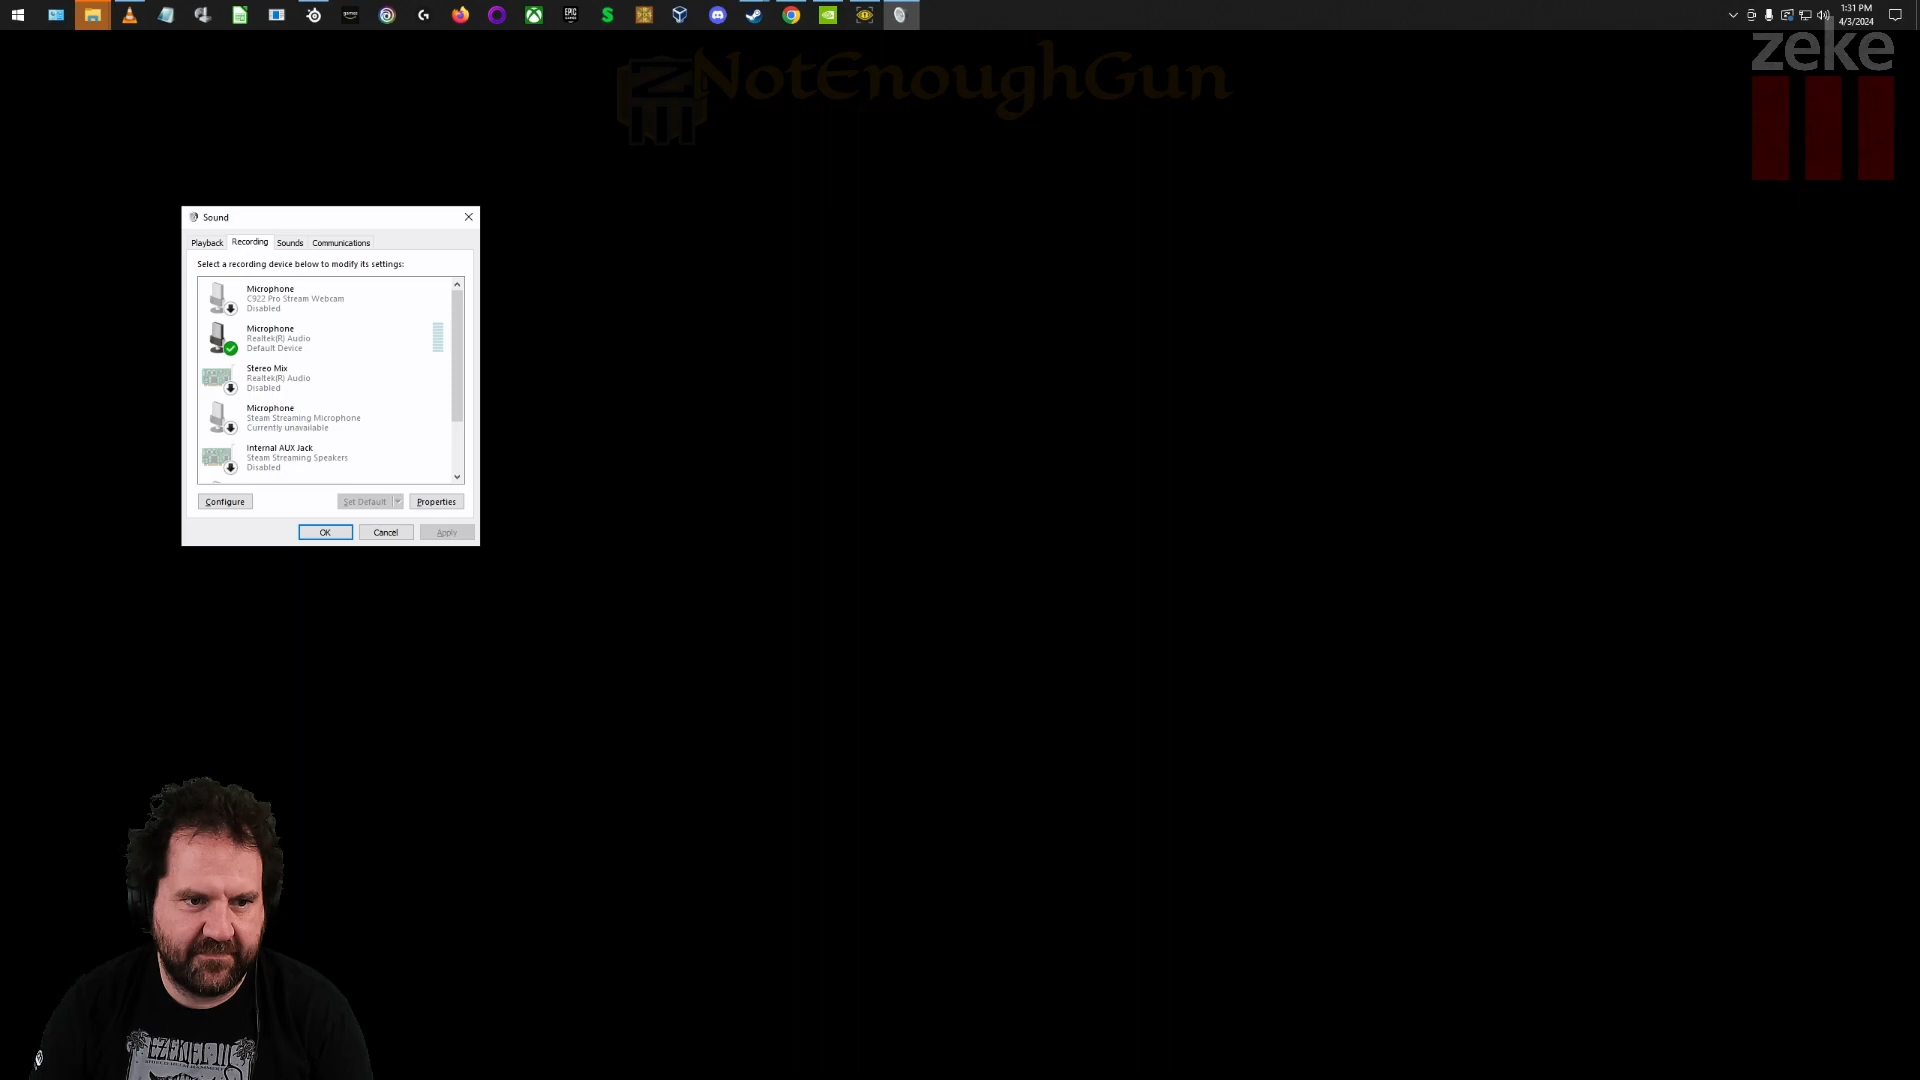 1:31 PM
4/3/2024
NotEnoughGun
zeke
Sound
Playback Recording Sounds Communications
Select a recording device below to modify its settings:
Microphone
C922 Pro Stream Webcam
Disabled
Microphone
Realtek(R) Audio
Default Device
Stereo Mix
Realtek(R) Audio
Disabled
Microphone
Steam Streaming Microphone
Currently unavailable
Internal AUX Jack
Steam Streaming Speakers
Disabled
Configure Set Default Properties
OK Cancel Apply
EZEKIEL III